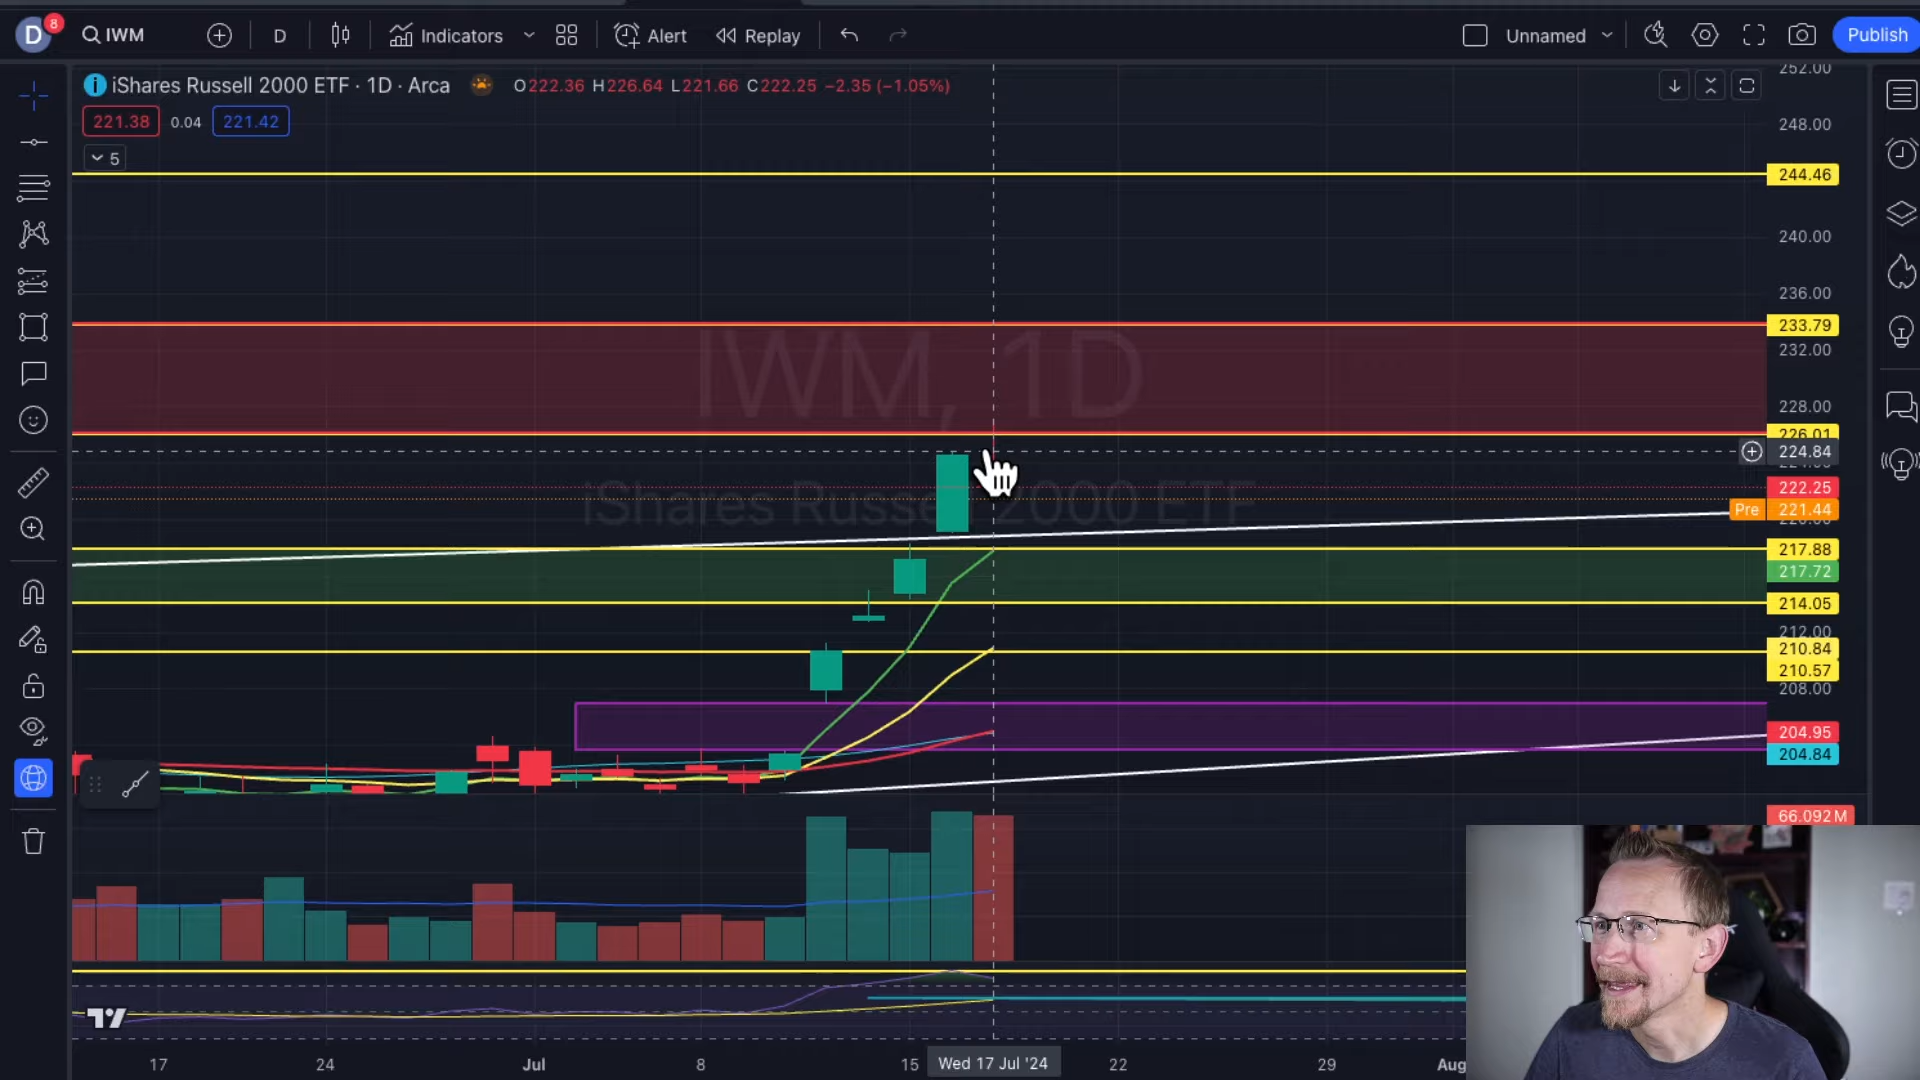 D 8 IWM D Indicators Alert Replay Unnamed Publish
iShares Russell 2000 ETF · 1D · Arca O222.36 H226.64 L221.66 C222.25 −2.35 (−1.05%)
221.38 0.04 221.42
5
252.00
248.00
244.46
240.00
236.00
233.79
232.00
228.00
226.01
224.84
222.25
Pre 221.44
217.88
217.72
214.05
212.00
210.84
210.57
208.00
204.95
204.84
66.092M
IWM, 1D
iShares Russell 2000 ETF
17 24 Jul 8 15 Wed 17 Jul '24 22 29 Aug